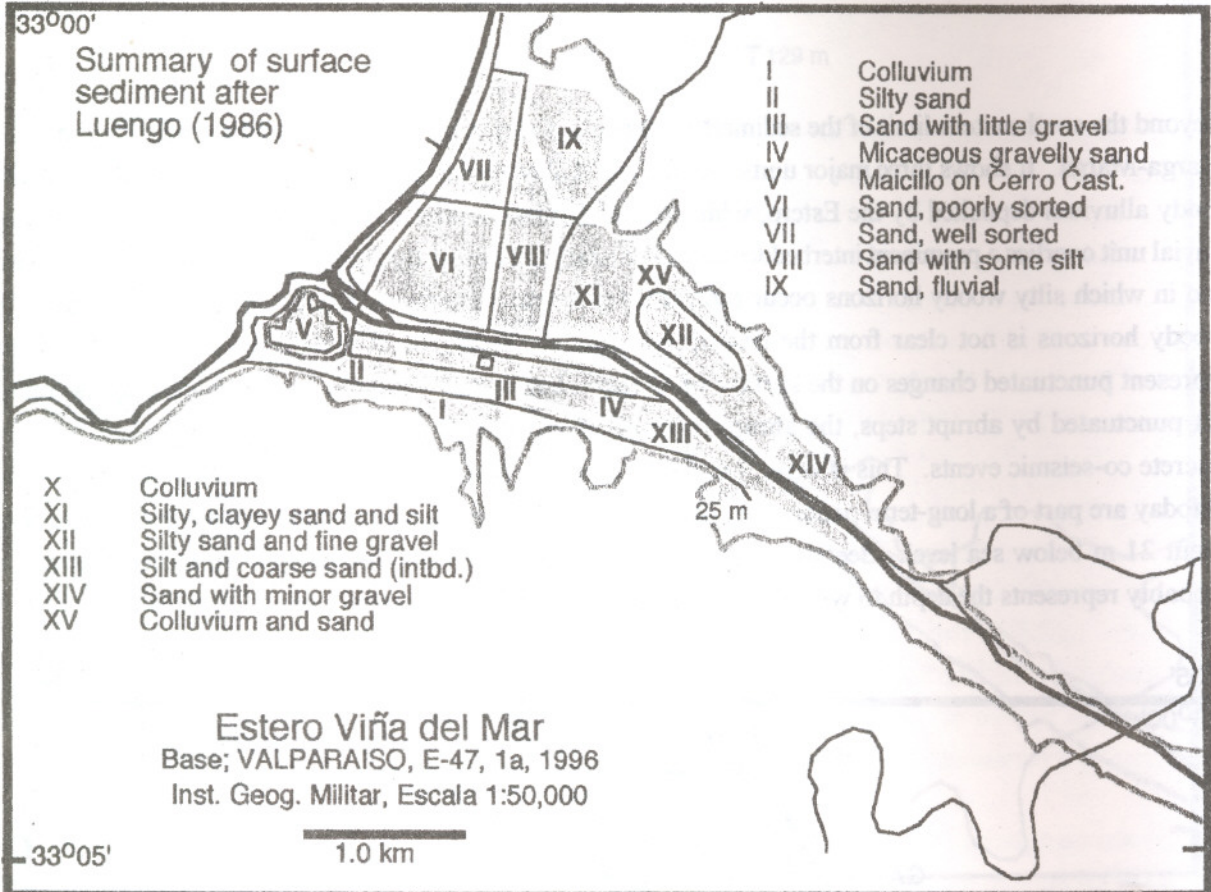 33º00'
Summary of surface
sediment after
Luengo (1986)
I Colluvium
II Silty sand
III Sand with little gravel
IV Micaceous gravelly sand
V Maicillo on Cerro Cast.
VI Sand, poorly sorted
VII Sand, well sorted
VIII Sand with some silt
IX Sand, fluvial
IX
VII
VI
VIII
XI
XV
XII
V
II
I
III
IV
XIII
XIV
25 m
X Colluvium
XI Silty, clayey sand and silt
XII Silty sand and fine gravel
XIII Silt and coarse sand (intbd.)
XIV Sand with minor gravel
XV Colluvium and sand
Estero Viña del Mar
Base; VALPARAISO, E-47, 1a, 1996
Inst. Geog. Militar, Escala 1:50,000
1.0 km
33º05'